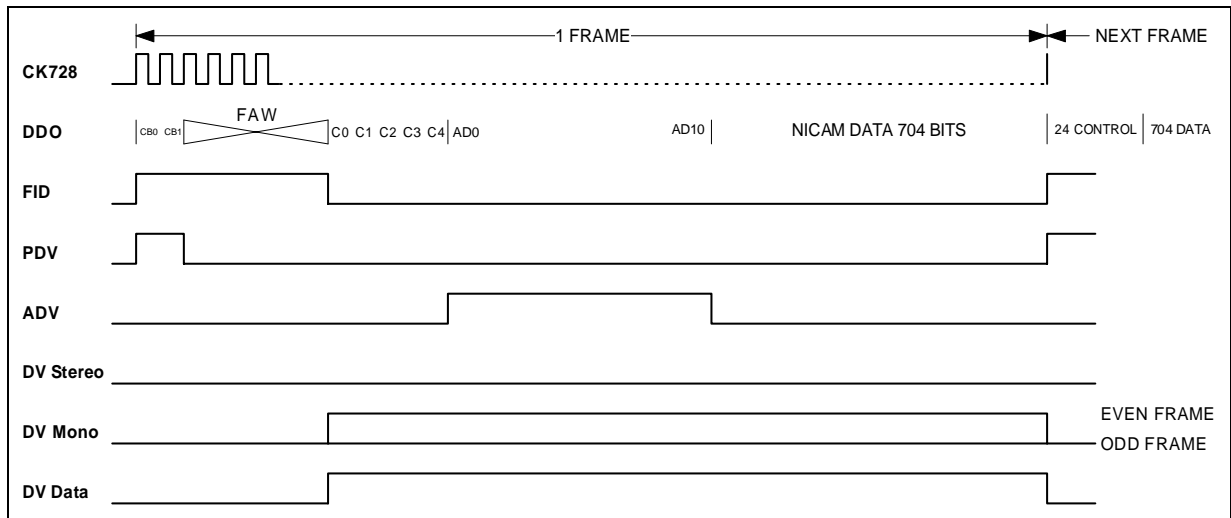 1 FRAME NEXT FRAME
CK728
FAW
DDO CB0 CB1 C0 C1 C2 C3 C4 AD0 AD10 NICAM DATA 704 BITS 24 CONTROL 704 DATA
FID
PDV
ADV
DV Stereo
EVEN FRAME
DV Mono
ODD FRAME
DV Data